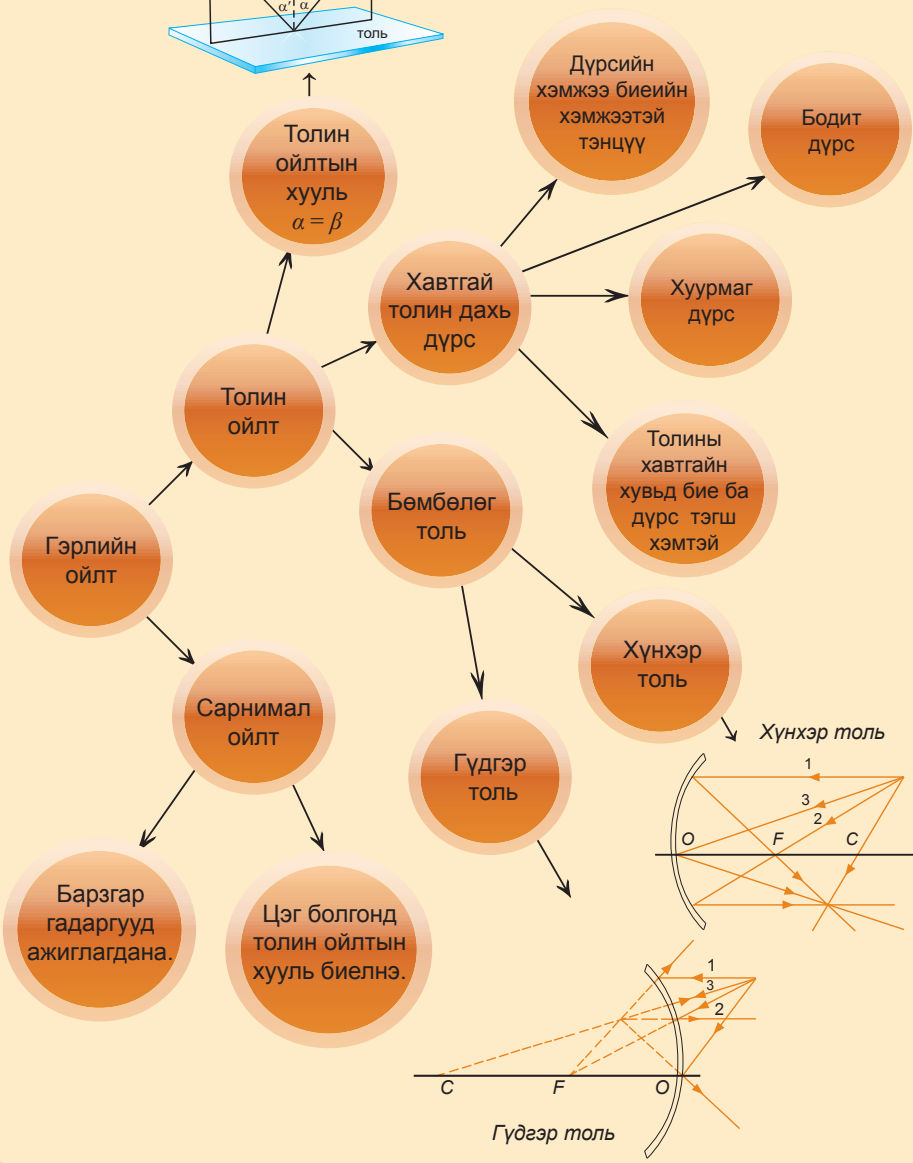 α' α
толь
Толин
ойлтын
хууль
α = β
Дүрсийн
хэмжээ биеийн
хэмжээтэй
тэнцүү
Бодит
дүрс
Хавтгай
толин дахь
дүрс
Хуурмаг
дүрс
Толин
ойлт
Толины
хавтгайн
хувьд бие ба
дүрс тэгш
хэмтэй
Бөмбөлөг
толь
Гэрлийн
ойлт
Хүнхэр
толь
Сарнимал
ойлт
Гүдгэр
толь
Барзгар
гадаргууд
ажиглагдана.
Цэг болгонд
толин ойлтын
хууль биелнэ.
Хүнхэр толь
1
3
2
O F C
1
3
2
C F O
Гүдгэр толь